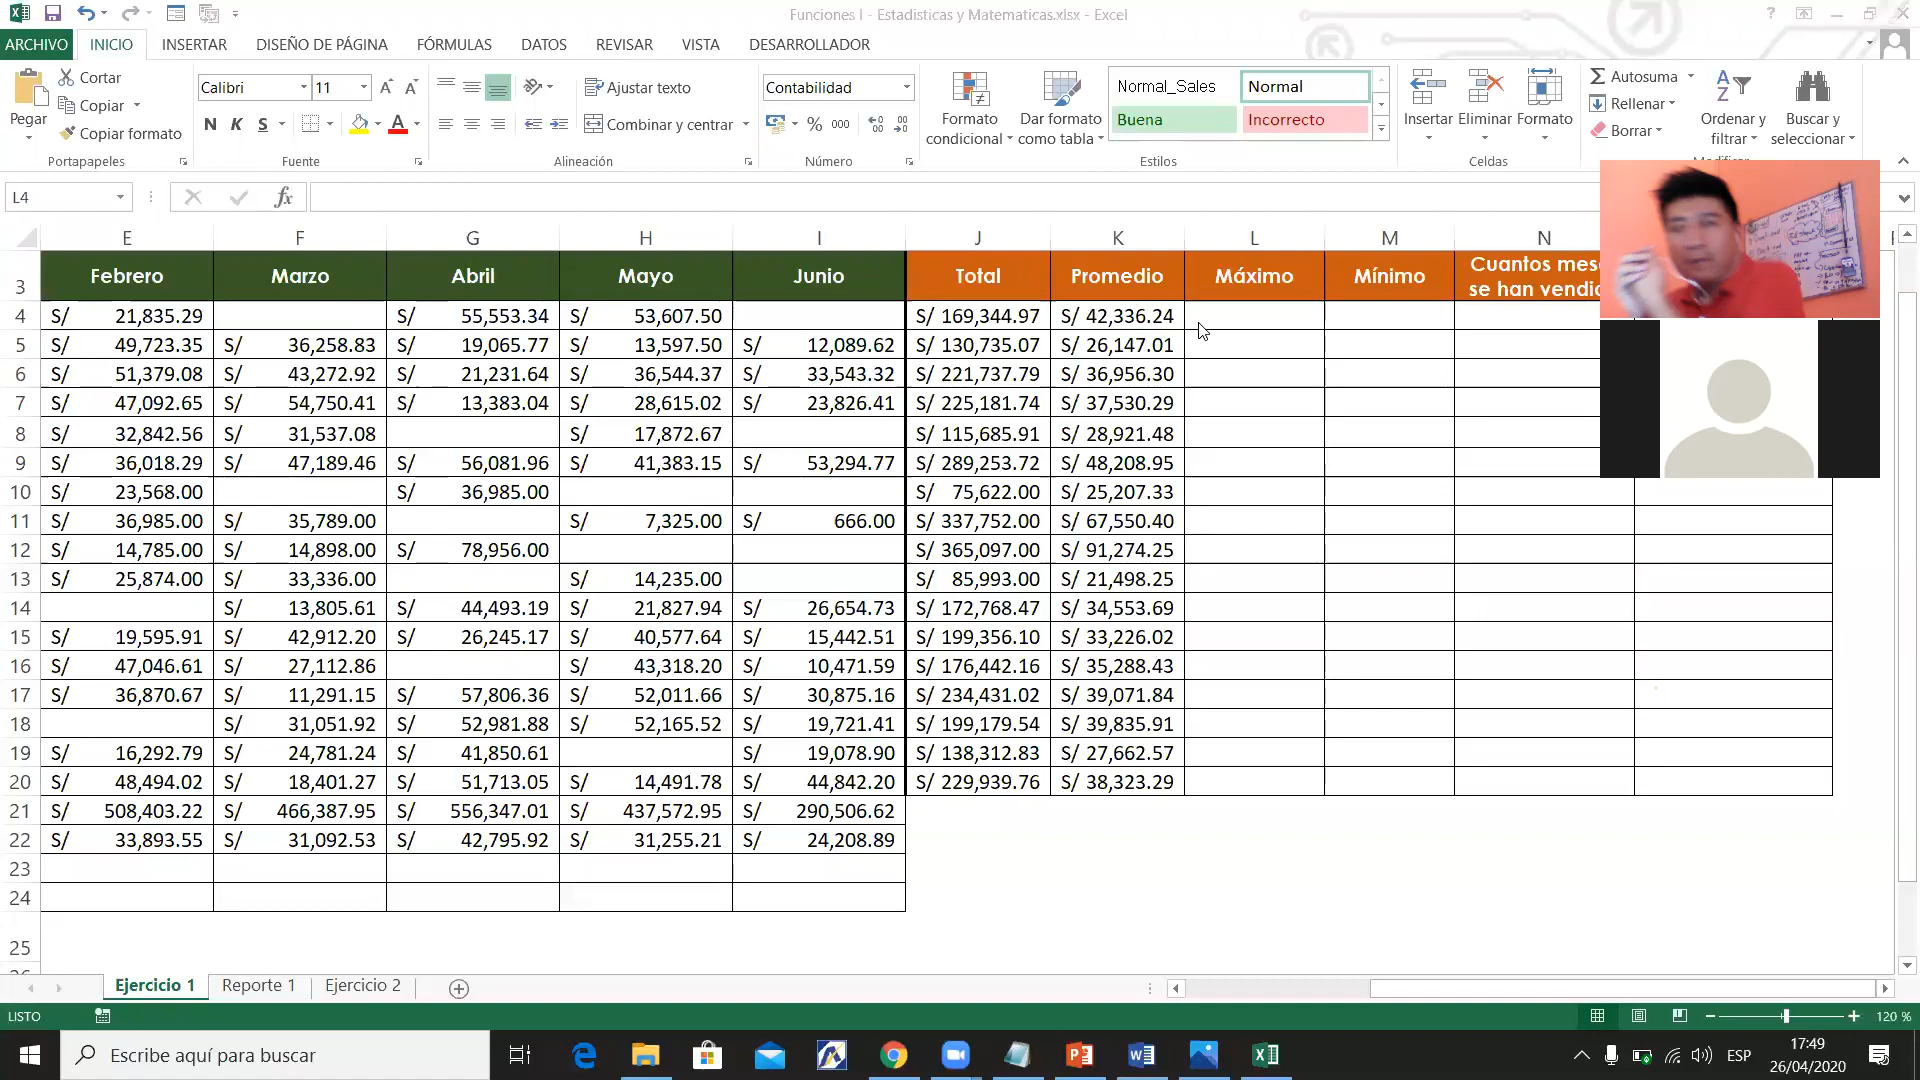 Funciones I - Estadisticas y Matematicas.xlsx - Excel
ARCHIVO INICIO INSERTAR DISEÑO DE PÁGINA FÓRMULAS DATOS REVISAR VISTA DESARROLLADOR
Pegar
Cortar
Copiar
Copiar formato
Portapapeles
Calibri 11
N K S
Fuente
Ajustar texto
Combinar y centrar
Alineación
Contabilidad
% 000
Número
Formato condicional
Dar formato como tabla
Normal_Sales Normal
Buena Incorrecto
Estilos
Insertar Eliminar Formato
Celdas
Autosuma
Rellenar
Borrar
Ordenar y filtrar
Buscar y seleccionar
L4
fx
E F G H I J K L M N
3 Febrero Marzo Abril Mayo Junio Total Promedio Máximo Mínimo Cuantos
se han
4 S/ 21,835.29 S/ 55,553.34 S/ 53,607.50 S/ 169,344.97 S/ 42,336.24
5 S/ 49,723.35 S/ 36,258.83 S/ 19,065.77 S/ 13,597.50 S/ 12,089.62 S/ 130,735.07 S/ 26,147.01
6 S/ 51,379.08 S/ 43,272.92 S/ 21,231.64 S/ 36,544.37 S/ 33,543.32 S/ 221,737.79 S/ 36,956.30
7 S/ 47,092.65 S/ 54,750.41 S/ 13,383.04 S/ 28,615.02 S/ 23,826.41 S/ 225,181.74 S/ 37,530.29
8 S/ 32,842.56 S/ 31,537.08 S/ 17,872.67 S/ 115,685.91 S/ 28,921.48
9 S/ 36,018.29 S/ 47,189.46 S/ 56,081.96 S/ 41,383.15 S/ 53,294.77 S/ 289,253.72 S/ 48,208.95
10 S/ 23,568.00 S/ 36,985.00 S/ 75,622.00 S/ 25,207.33
11 S/ 36,985.00 S/ 35,789.00 S/ 7,325.00 S/ 666.00 S/ 337,752.00 S/ 67,550.40
12 S/ 14,785.00 S/ 14,898.00 S/ 78,956.00 S/ 365,097.00 S/ 91,274.25
13 S/ 25,874.00 S/ 33,336.00 S/ 14,235.00 S/ 85,993.00 S/ 21,498.25
14 S/ 13,805.61 S/ 44,493.19 S/ 21,827.94 S/ 26,654.73 S/ 172,768.47 S/ 34,553.69
15 S/ 19,595.91 S/ 42,912.20 S/ 26,245.17 S/ 40,577.64 S/ 15,442.51 S/ 199,356.10 S/ 33,226.02
16 S/ 47,046.61 S/ 27,112.86 S/ 43,318.20 S/ 10,471.59 S/ 176,442.16 S/ 35,288.43
17 S/ 36,870.67 S/ 11,291.15 S/ 57,806.36 S/ 52,011.66 S/ 30,875.16 S/ 234,431.02 S/ 39,071.84
18 S/ 31,051.92 S/ 52,981.88 S/ 52,165.52 S/ 19,721.41 S/ 199,179.54 S/ 39,835.91
19 S/ 16,292.79 S/ 24,781.24 S/ 41,850.61 S/ 19,078.90 S/ 138,312.83 S/ 27,662.57
20 S/ 48,494.02 S/ 18,401.27 S/ 51,713.05 S/ 14,491.78 S/ 44,842.20 S/ 229,939.76 S/ 38,323.29
21 S/ 508,403.22 S/ 466,387.95 S/ 556,347.01 S/ 437,572.95 S/ 290,506.62
22 S/ 33,893.55 S/ 31,092.53 S/ 42,795.92 S/ 31,255.21 S/ 24,208.89
23
24
25
Ejercicio 1 Reporte 1 Ejercicio 2
LISTO 120 %
Escribe aquí para buscar
ESP
17:49
26/04/2020